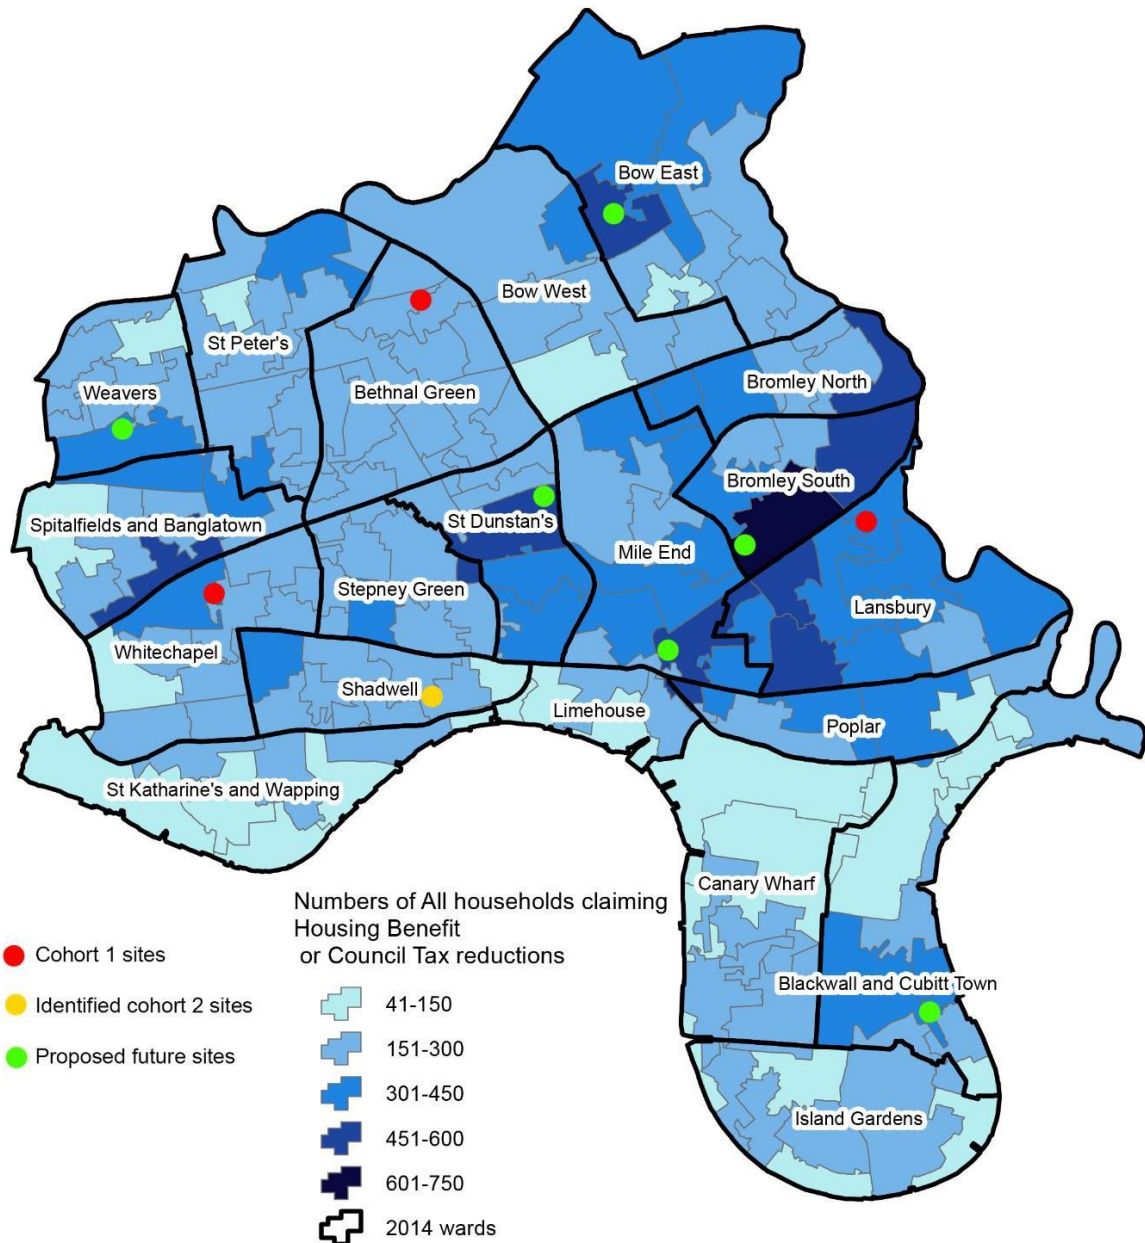 Bow East
Bow West
St Peter's
Bromley North
Weavers
Bethnal Green
Bromley South
Spitalfields and Banglatown
St Dunstan's
Mile End
Stepney Green
Lansbury
Whitechapel
Shadwell
Limehouse
Poplar
St Katharine's and Wapping
Canary Wharf
Blackwall and Cubitt Town
Island Gardens
Cohort 1 sites
Identified cohort 2 sites
Proposed future sites
Numbers of All households claiming
Housing Benefit
or Council Tax reductions
41-150
151-300
301-450
451-600
601-750
2014 wards